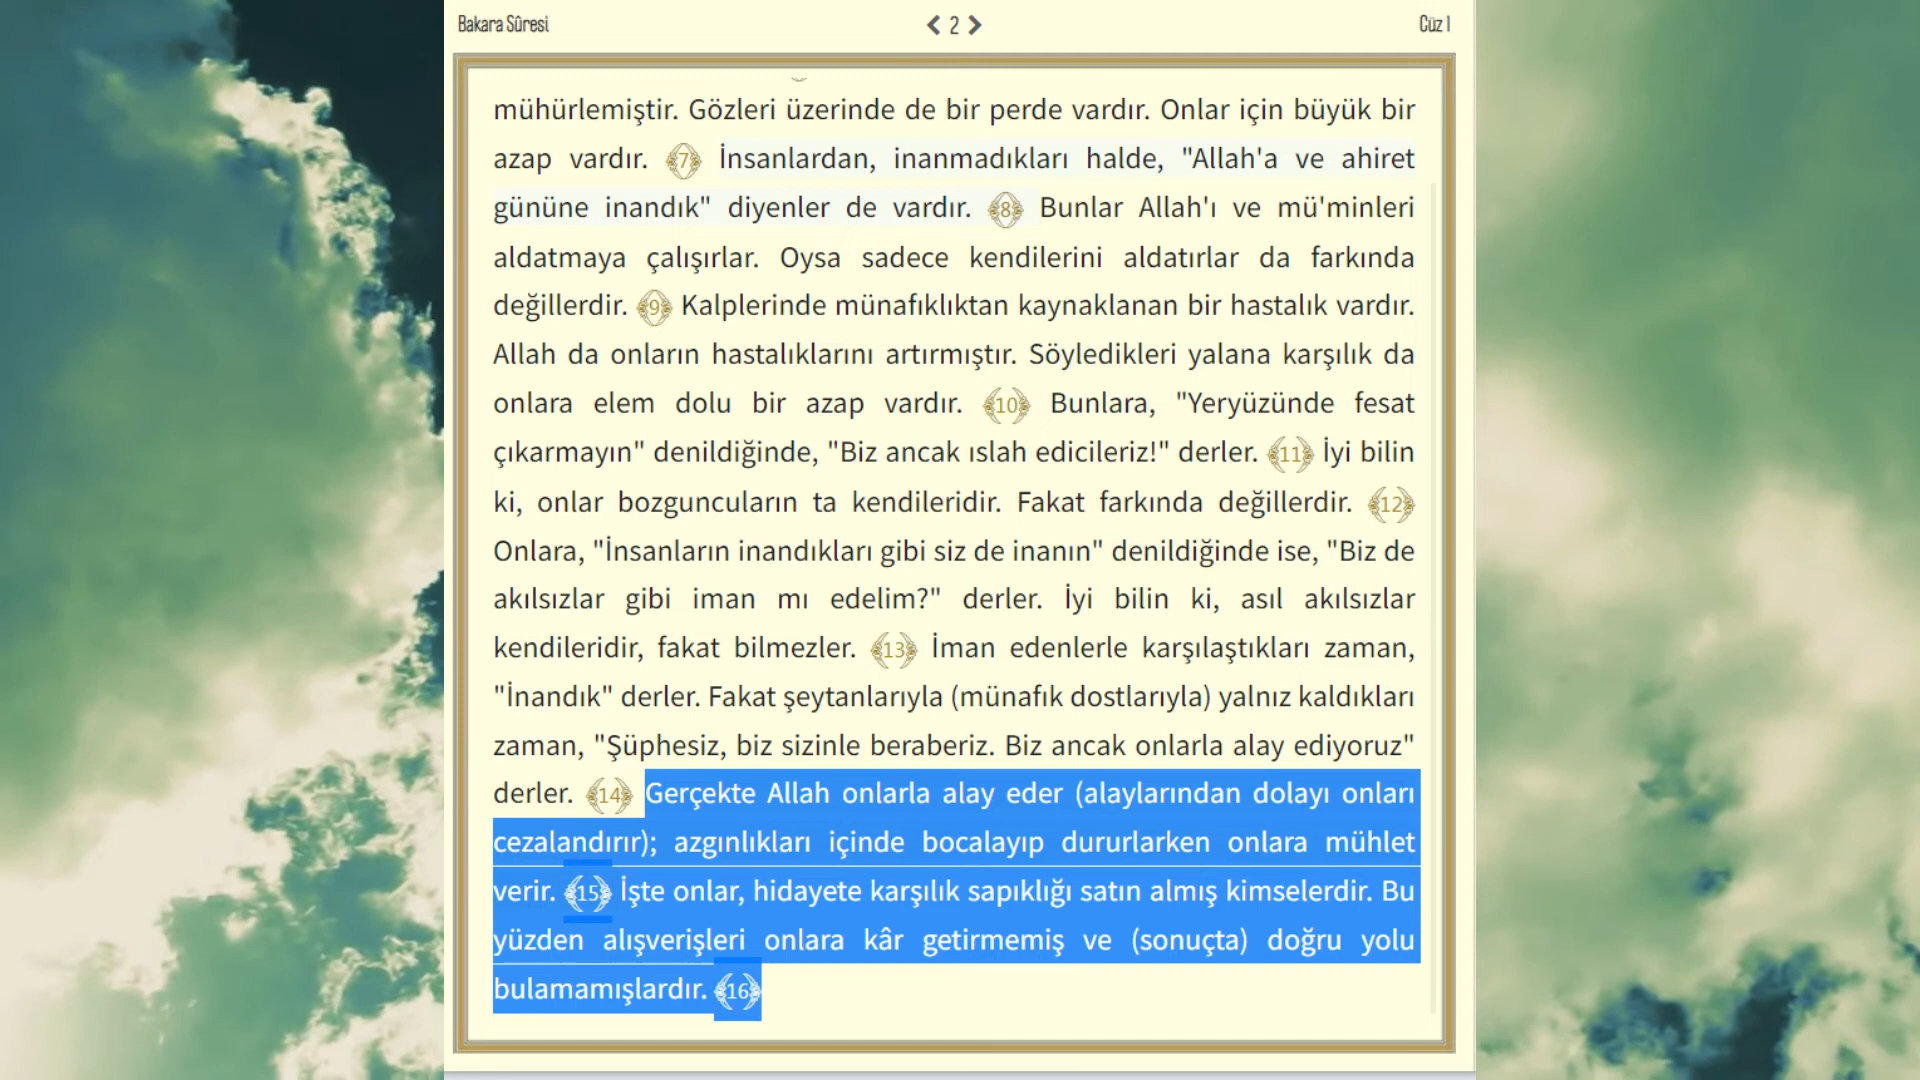 Bakara Sûresi 2 Cüz 1
mühürlemiştir. Gözleri üzerinde de bir perde vardır. Onlar için büyük bir
azap vardır. 7 İnsanlardan, inanmadıkları halde, "Allah'a ve ahiret
gününe inandık" diyenler de vardır. 8 Bunlar Allah'ı ve mü'minleri
aldatmaya çalışırlar. Oysa sadece kendilerini aldatırlar da farkında
değillerdir. 9 Kalplerinde münafıklıktan kaynaklanan bir hastalık vardır.
Allah da onların hastalıklarını artırmıştır. Söyledikleri yalana karşılık da
onlara elem dolu bir azap vardır. 10 Bunlara, "Yeryüzünde fesat
çıkarmayın" denildiğinde, "Biz ancak ıslah edicileriz!" derler. 11 İyi bilin
ki, onlar bozguncuların ta kendileridir. Fakat farkında değillerdir. 12
Onlara, "İnsanların inandıkları gibi siz de inanın" denildiğinde ise, "Biz de
akılsızlar gibi iman mı edelim?" derler. İyi bilin ki, asıl akılsızlar
kendileridir, fakat bilmezler. 13 İman edenlerle karşılaştıkları zaman,
"İnandık" derler. Fakat şeytanlarıyla (münafık dostlarıyla) yalnız kaldıkları
zaman, "Şüphesiz, biz sizinle beraberiz. Biz ancak onlarla alay ediyoruz"
derler. 14 Gerçekte Allah onlarla alay eder (alaylarından dolayı onları
cezalandırır); azgınlıkları içinde bocalayıp dururlarken onlara mühlet
verir. 15 İşte onlar, hidayete karşılık sapıklığı satın almış kimselerdir. Bu
yüzden alışverişleri onlara kâr getirmemiş ve (sonuçta) doğru yolu
bulamamışlardır. 16